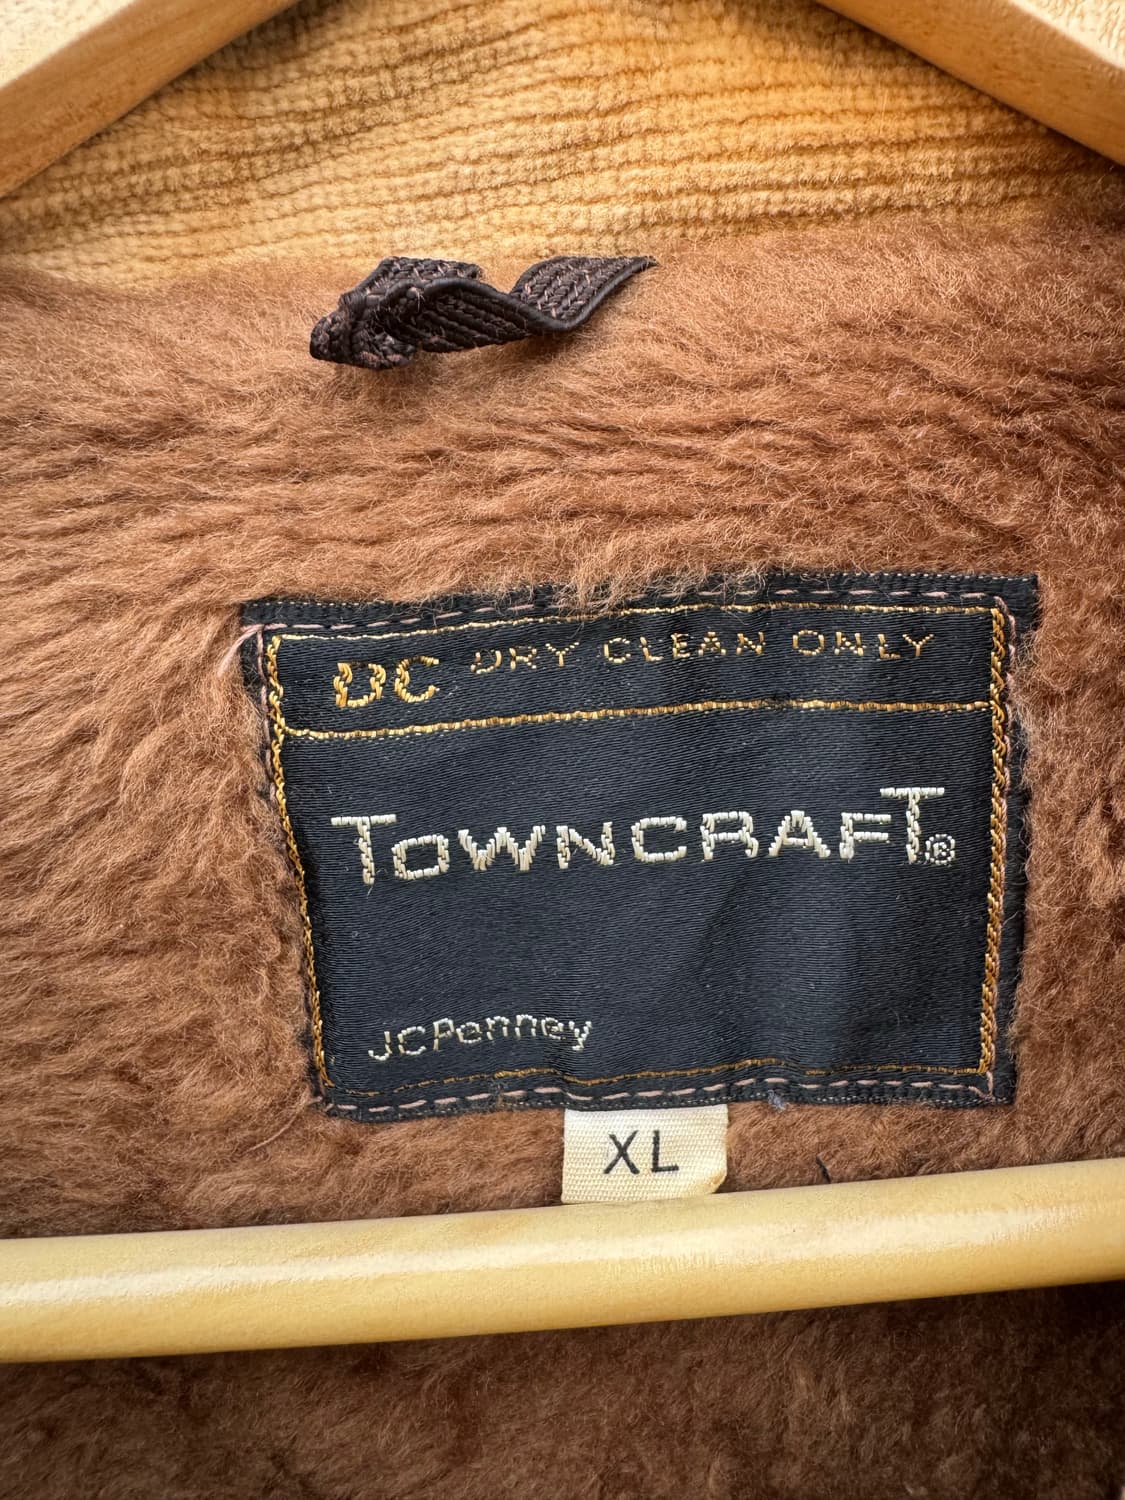 DC DRY CLEAN ONLY
TOWNCRAFT®
JCPenney
XL